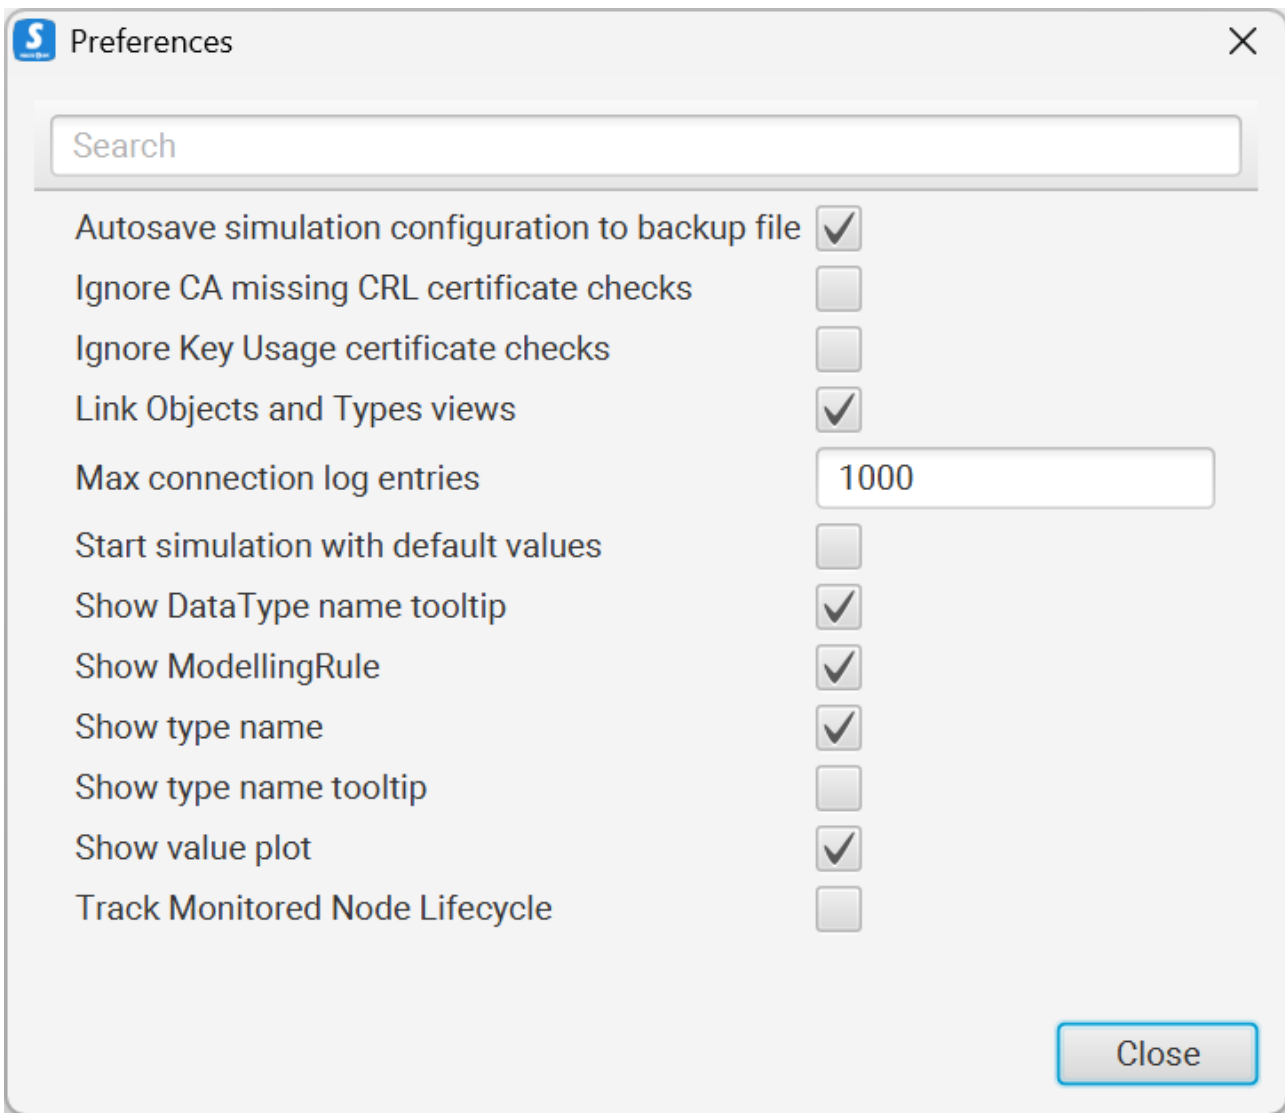 Preferences
Search
Autosave simulation configuration to backup file
Ignore CA missing CRL certificate checks
Ignore Key Usage certificate checks
Link Objects and Types views
Max connection log entries 1000
Start simulation with default values
Show DataType name tooltip
Show ModellingRule
Show type name
Show type name tooltip
Show value plot
Track Monitored Node Lifecycle
Close